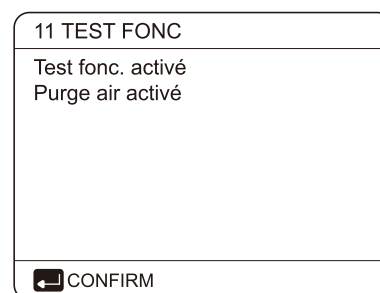 11 TEST FONC
Test fonc. activé
Purge air activé
CONFIRM